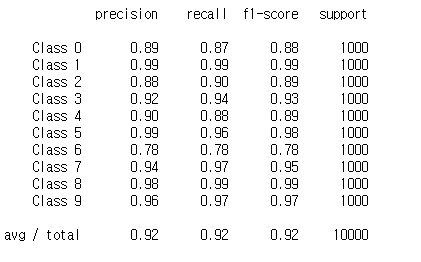 precision recall f1-score support
Class 0 0.89 0.87 0.88 1000
Class 1 0.99 0.99 0.99 1000
Class 2 0.88 0.90 0.89 1000
Class 3 0.92 0.94 0.93 1000
Class 4 0.90 0.88 0.89 1000
Class 5 0.99 0.96 0.98 1000
Class 6 0.78 0.78 0.78 1000
Class 7 0.94 0.97 0.95 1000
Class 8 0.98 0.99 0.99 1000
Class 9 0.96 0.97 0.97 1000
avg / total 0.92 0.92 0.92 10000